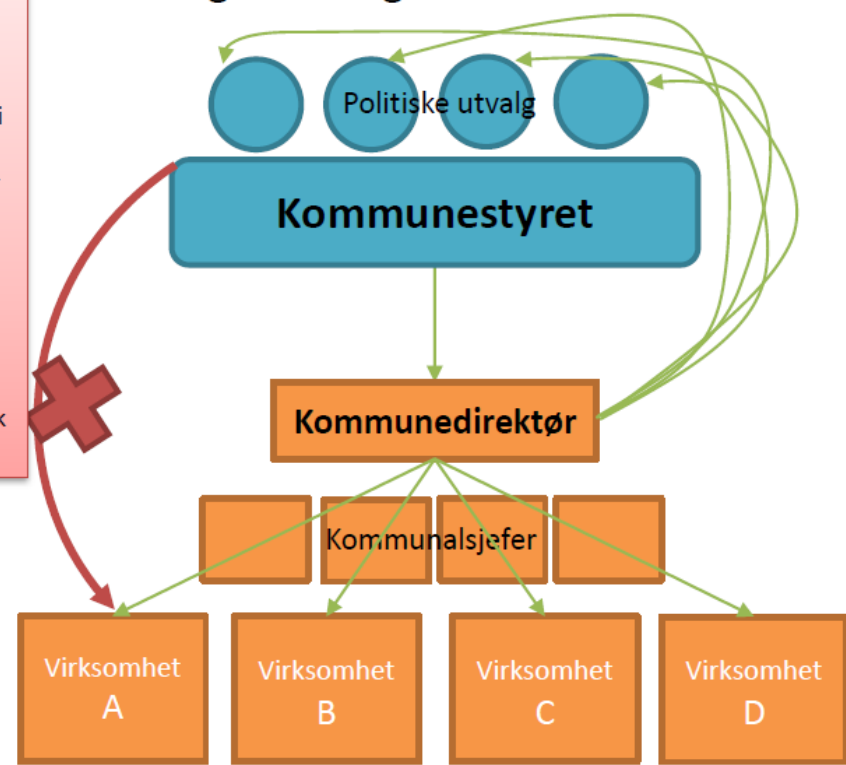 Politiske utvalg
Kommunestyret
Kommunedirektør
Kommunalsjefer
Virksomhet
A
Virksomhet
B
Virksomhet
C
Virksomhet
D